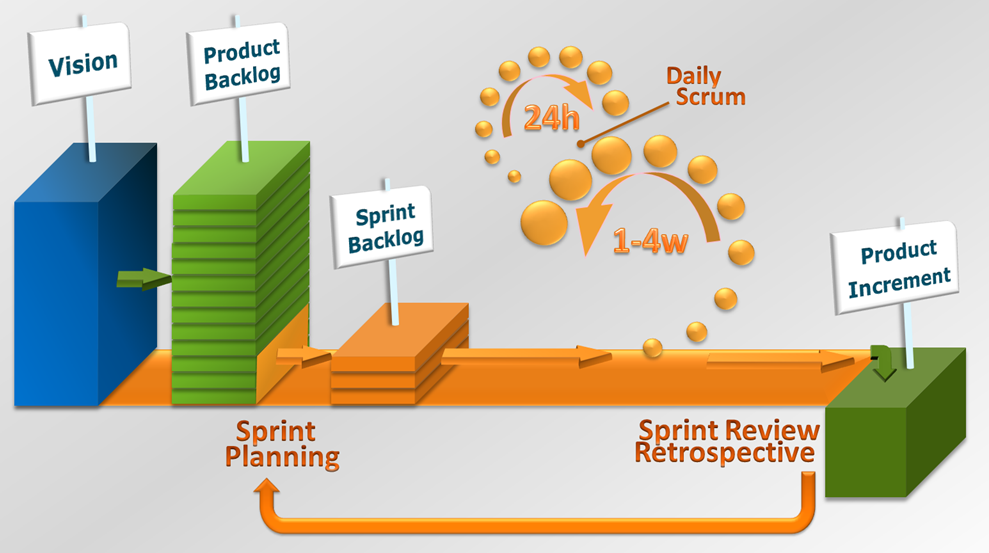 Vision
Product
Backlog
Sprint
Backlog
24h
Daily
Scrum
1-4w
Product
Increment
Sprint
Planning
Sprint Review
Retrospective